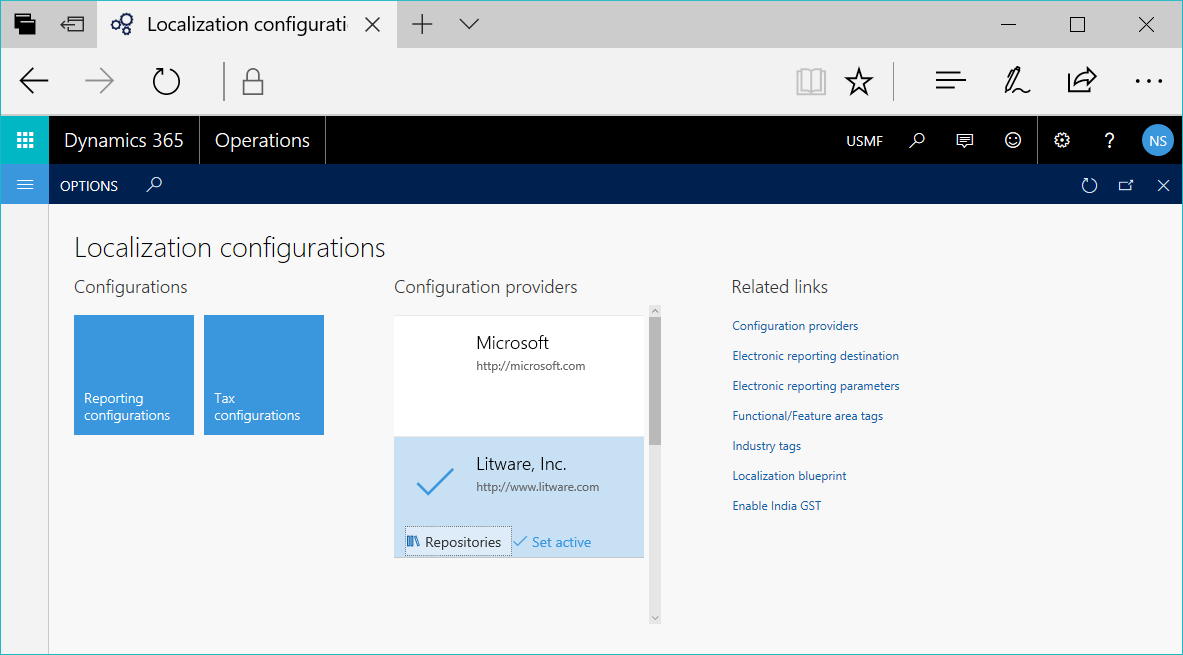 Localization configurati
Dynamics 365
Operations
USMF
?
NS
OPTIONS
Localization configurations
Configurations
Reporting
configurations
Tax
configurations
Configuration providers
Microsoft
http://microsoft.com
Litware, Inc.
http://www.litware.com
Repositories
Set active
Related links
Configuration providers
Electronic reporting destination
Electronic reporting parameters
Functional/Feature area tags
Industry tags
Localization blueprint
Enable India GST